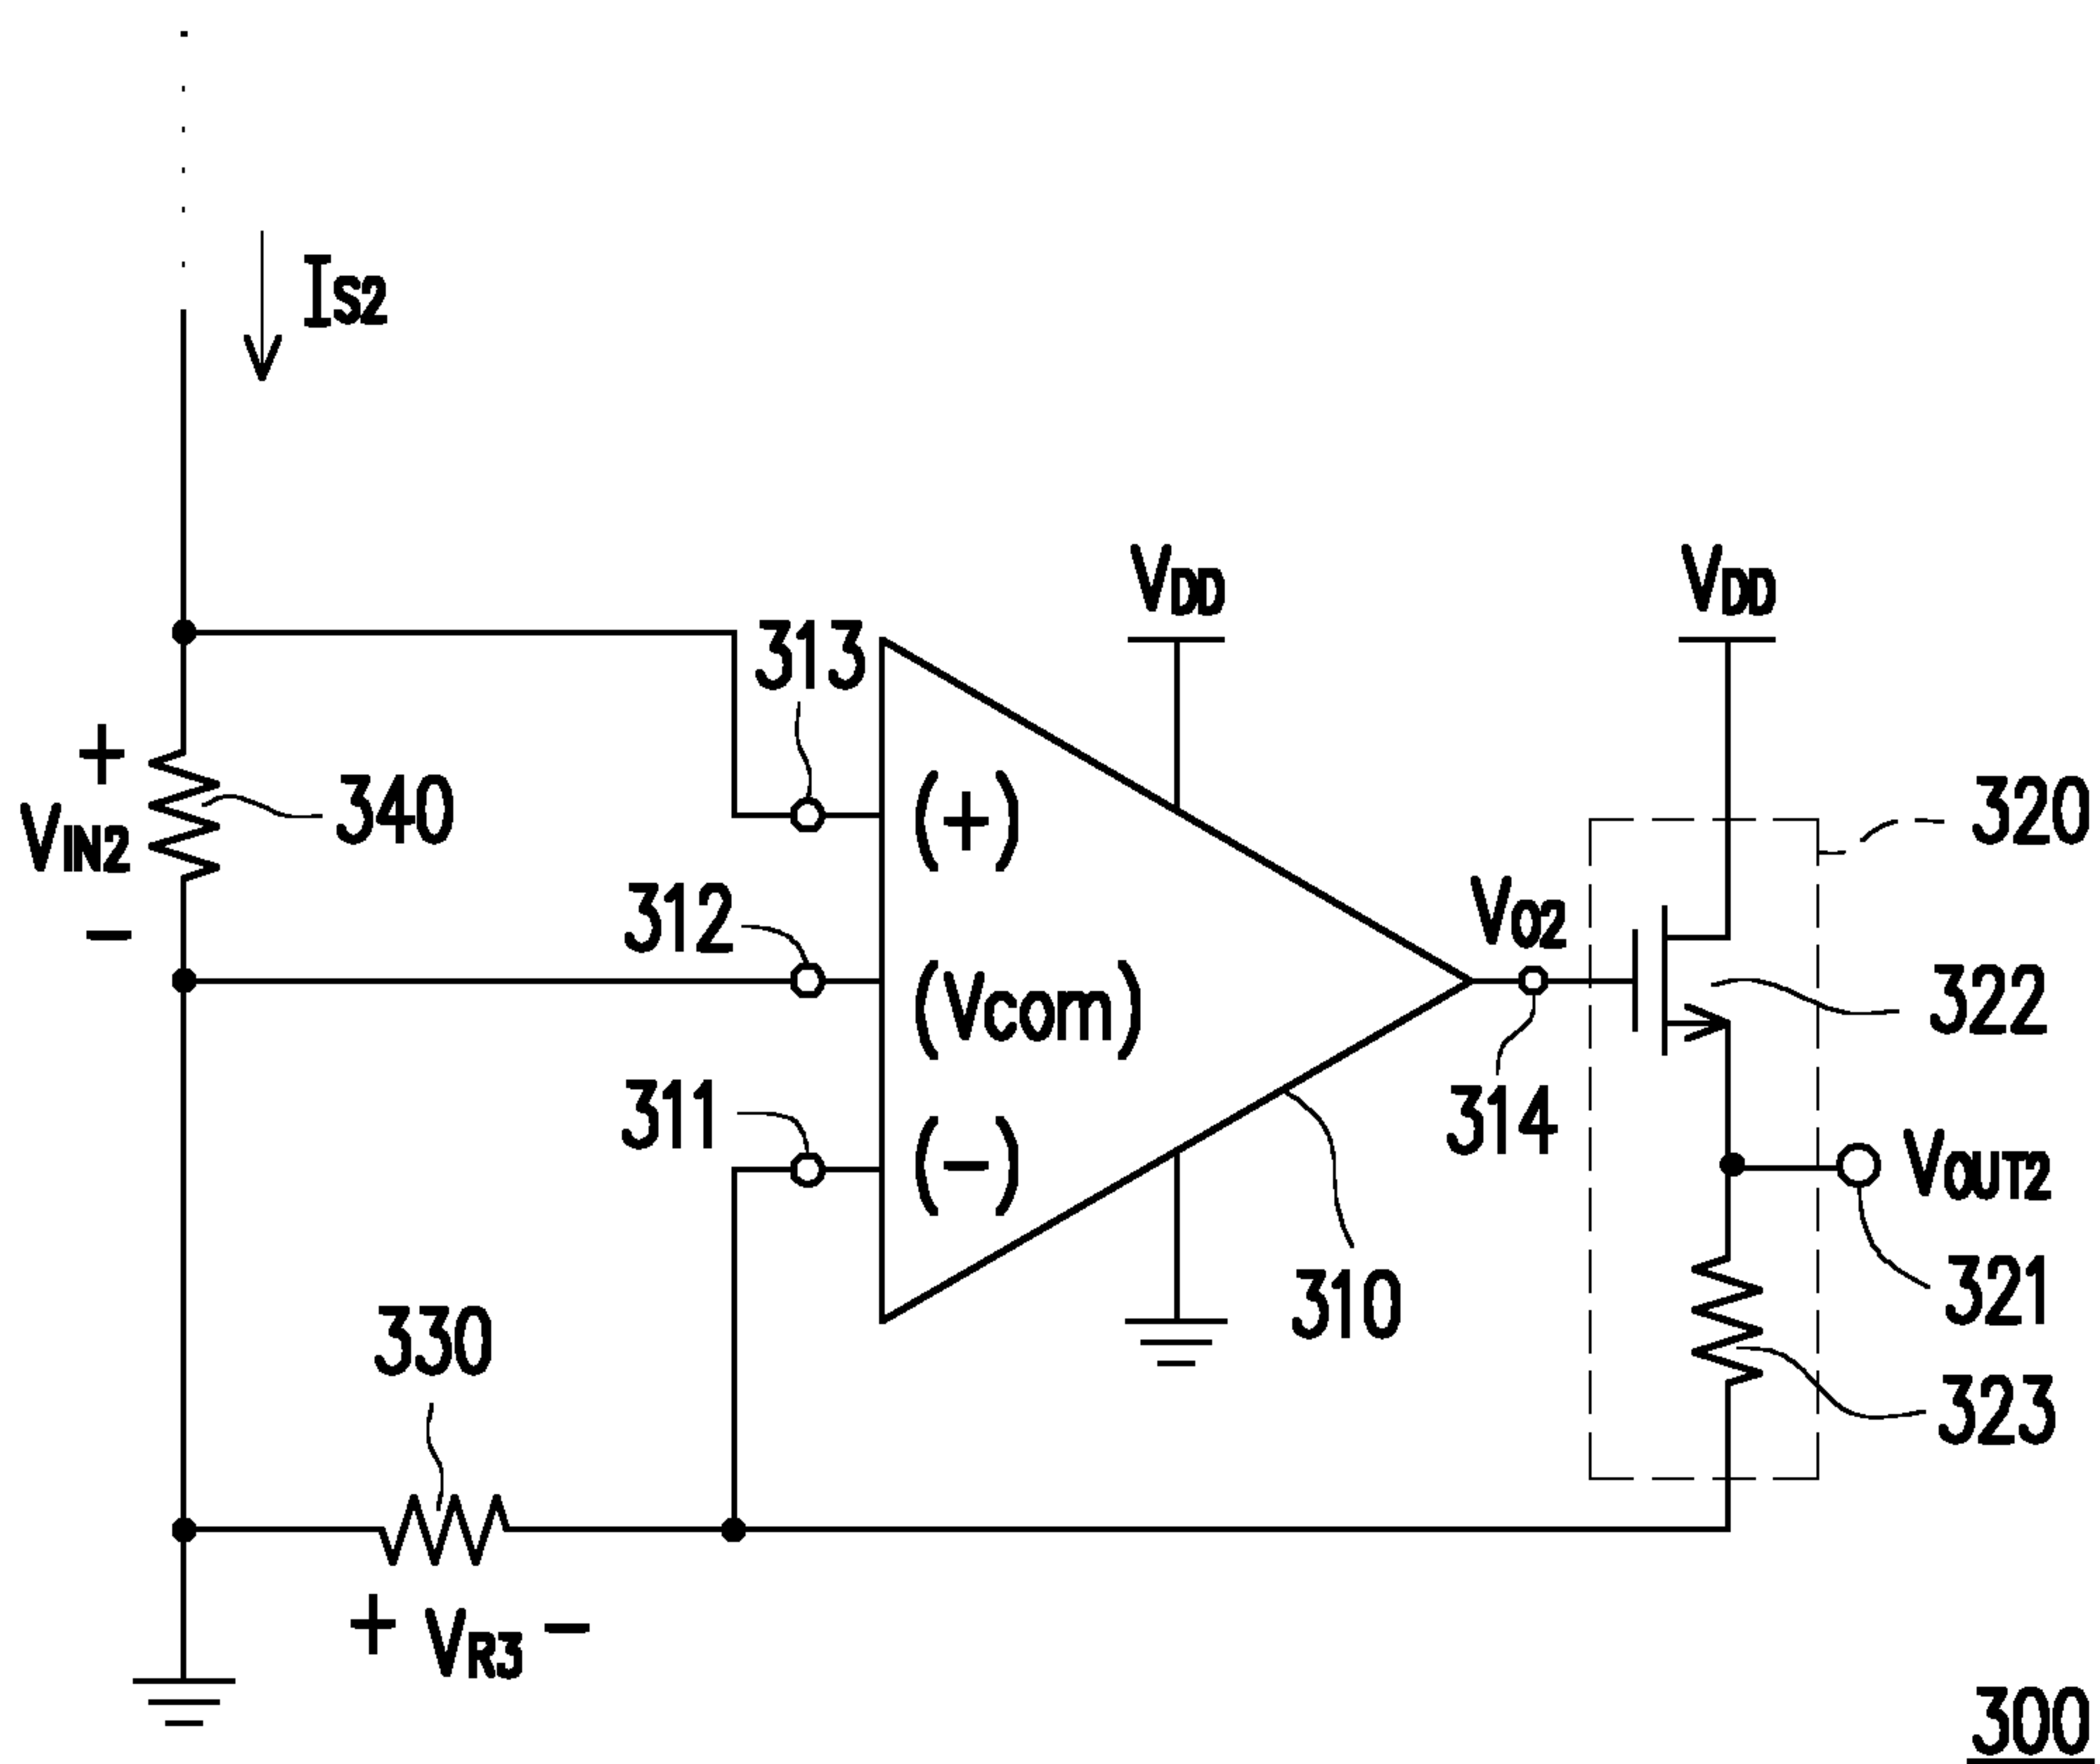 IS2
VDD
VDD
313
+
VIN2
−
340
(+)
320
312
(Vcom)
VO2
322
311
(−)
314
VOUT2
310
321
330
323
+ VR3 −
300